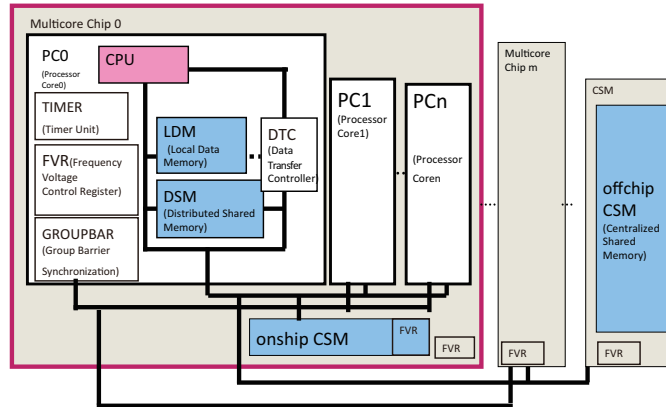 Multicore Chip 0
PC0
(Processor
Core0)
CPU
TIMER
(Timer Unit)
FVR(Frequency
Voltage
Control Register)
GROUPBAR
(Group Barrier
Synchronization)
LDM
(Local Data
Memory)
DSM
(Distributed Shared
Memory)
DTC
(Data
Transfer
Controller)
PC1
(Processor
Core1)
PCn
(Processor
Coren)
onship CSM
FVR
FVR
Multicore
Chip m
FVR
CSM
offchip
CSM
(Centralized
Shared
Memory)
FVR